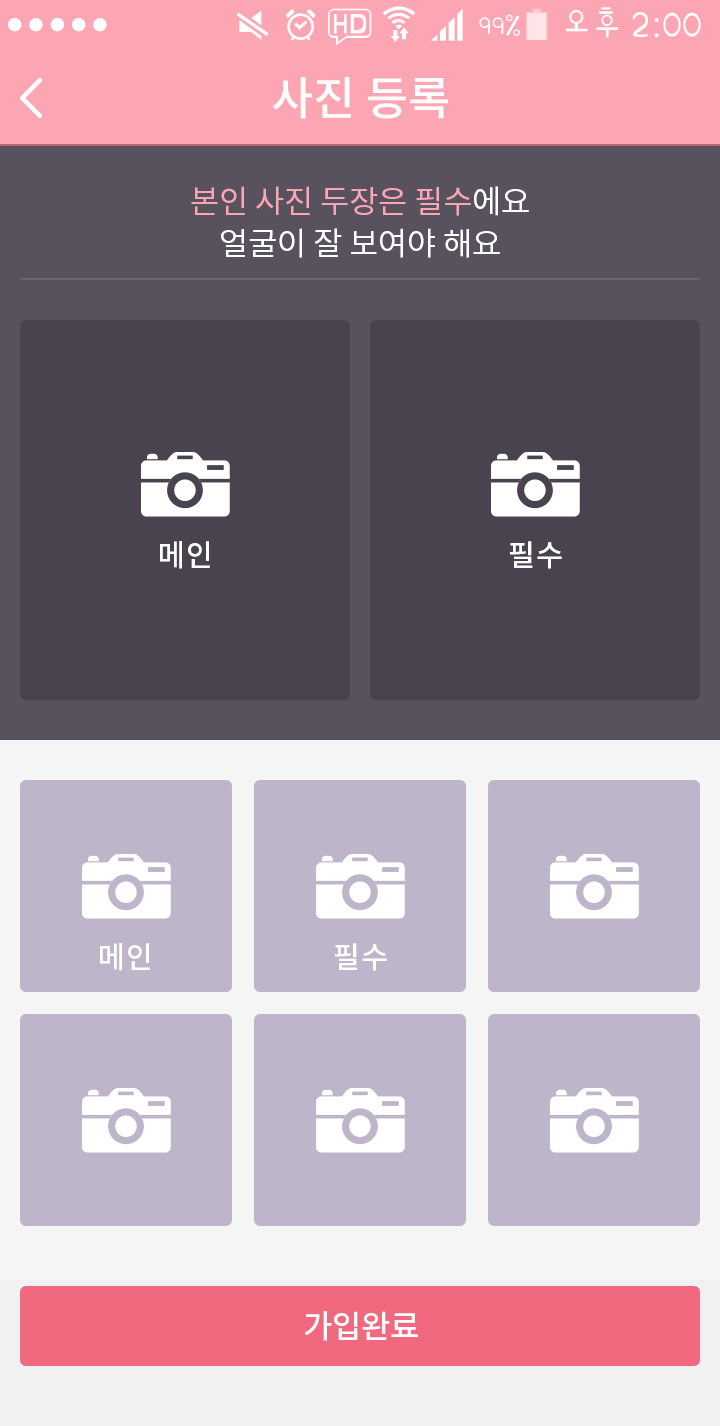 HD 99% 오후 2:00
사진 등록
본인 사진 두장은 필수에요
얼굴이 잘 보여야 해요
메인 필수
메인 필수
가입완료